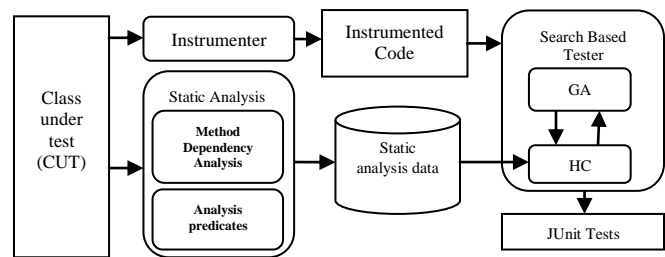 Class
under
test
(CUT)
Instrumenter
Instrumented
Code
Static Analysis
Method
Dependency
Analysis
Analysis
predicates
Static
analysis data
Search Based
Tester
GA
HC
JUnit Tests